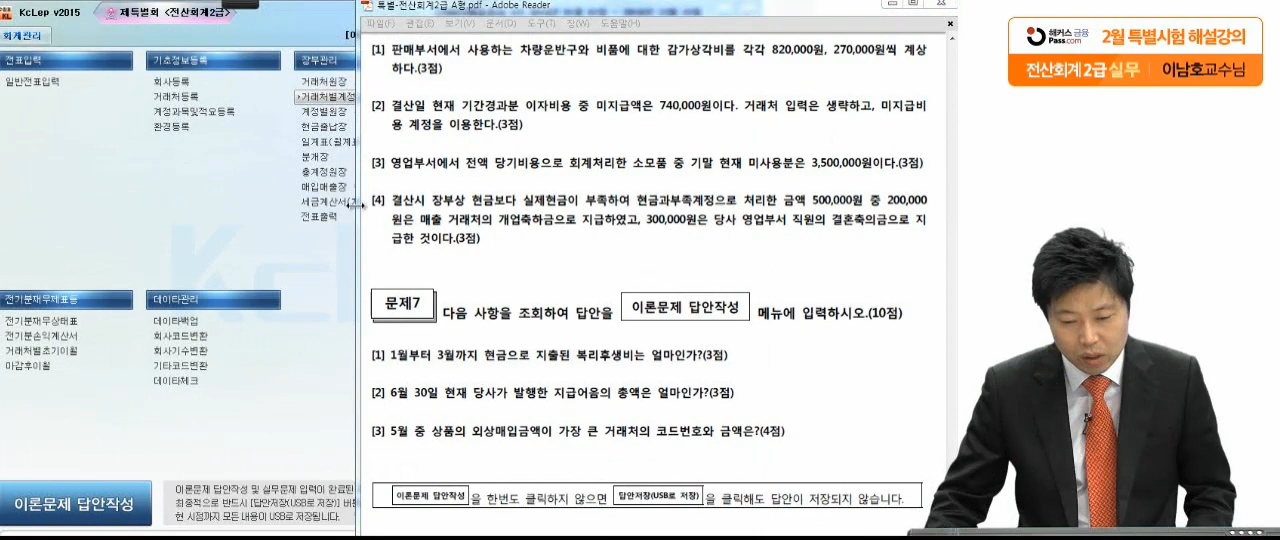 KcLep v2015
제특별회 <전산회계2급>
특별-전산회계2급 A형.pdf - Adobe Reader
파일(F) 편집(E) 보기(V) 문서(D) 도구(T) 창(W) 도움말(H)
회계관리
전표입력
기초정보등록
장부관리
일반전표입력
회사등록
거래처등록
계정과목및적요등록
환경등록
거래처원장
거래처별계정
계정별원장
현금출납장
일계표(월계표
분개장
총계정원장
매입매출장
세금계산서(
전표출력
전기분재무제표등
데이타관리
전기분재무상태표
전기분손익계산서
거래처별초기이월
마감후이월
데이타백업
회사코드변환
회사기수변환
기타코드변환
데이타체크
이론문제 답안작성
이론문제 답안작성 및 실무문제 입력이 완료된
최종적으로 반드시 [답안저장(USB로 저장)] 버튼
현 시점까지 모든 내용이 USB로 저장됩니다.
[1] 판매부서에서 사용하는 차량운반구와 비품에 대한 감가상각비를 각각 820,000원, 270,000원씩 계상
하다.(3점)
[2] 결산일 현재 기간경과분 이자비용 중 미지급액은 740,000원이다. 거래처 입력은 생략하고, 미지급비
용 계정을 이용한다.(3점)
[3] 영업부서에서 전액 당기비용으로 회계처리한 소모품 중 기말 현재 미사용분은 3,500,000원이다.(3점)
[4] 결산시 장부상 현금보다 실제현금이 부족하여 현금과부족계정으로 처리한 금액 500,000원 중 200,000
원은 매출 거래처의 개업축하금으로 지급하였고, 300,000원은 당사 영업부서 직원의 결혼축의금으로 지
급한 것이다.(3점)
문제7 다음 사항을 조회하여 답안을 이론문제 답안작성 메뉴에 입력하시오.(10점)
[1] 1월부터 3월까지 현금으로 지출된 복리후생비는 얼마인가?(3점)
[2] 6월 30일 현재 당사가 발행한 지급어음의 총액은 얼마인가?(3점)
[3] 5월 중 상품의 외상매입금액이 가장 큰 거래처의 코드번호와 금액은?(4점)
이론문제 답안작성 을 한번도 클릭하지 않으면 답안저장(USB로 저장) 을 클릭해도 답안이 저장되지 않습니다.
해커스 금융
Pass.com
2월 특별시험 해설강의
전산회계 2급 실무 이남호교수님